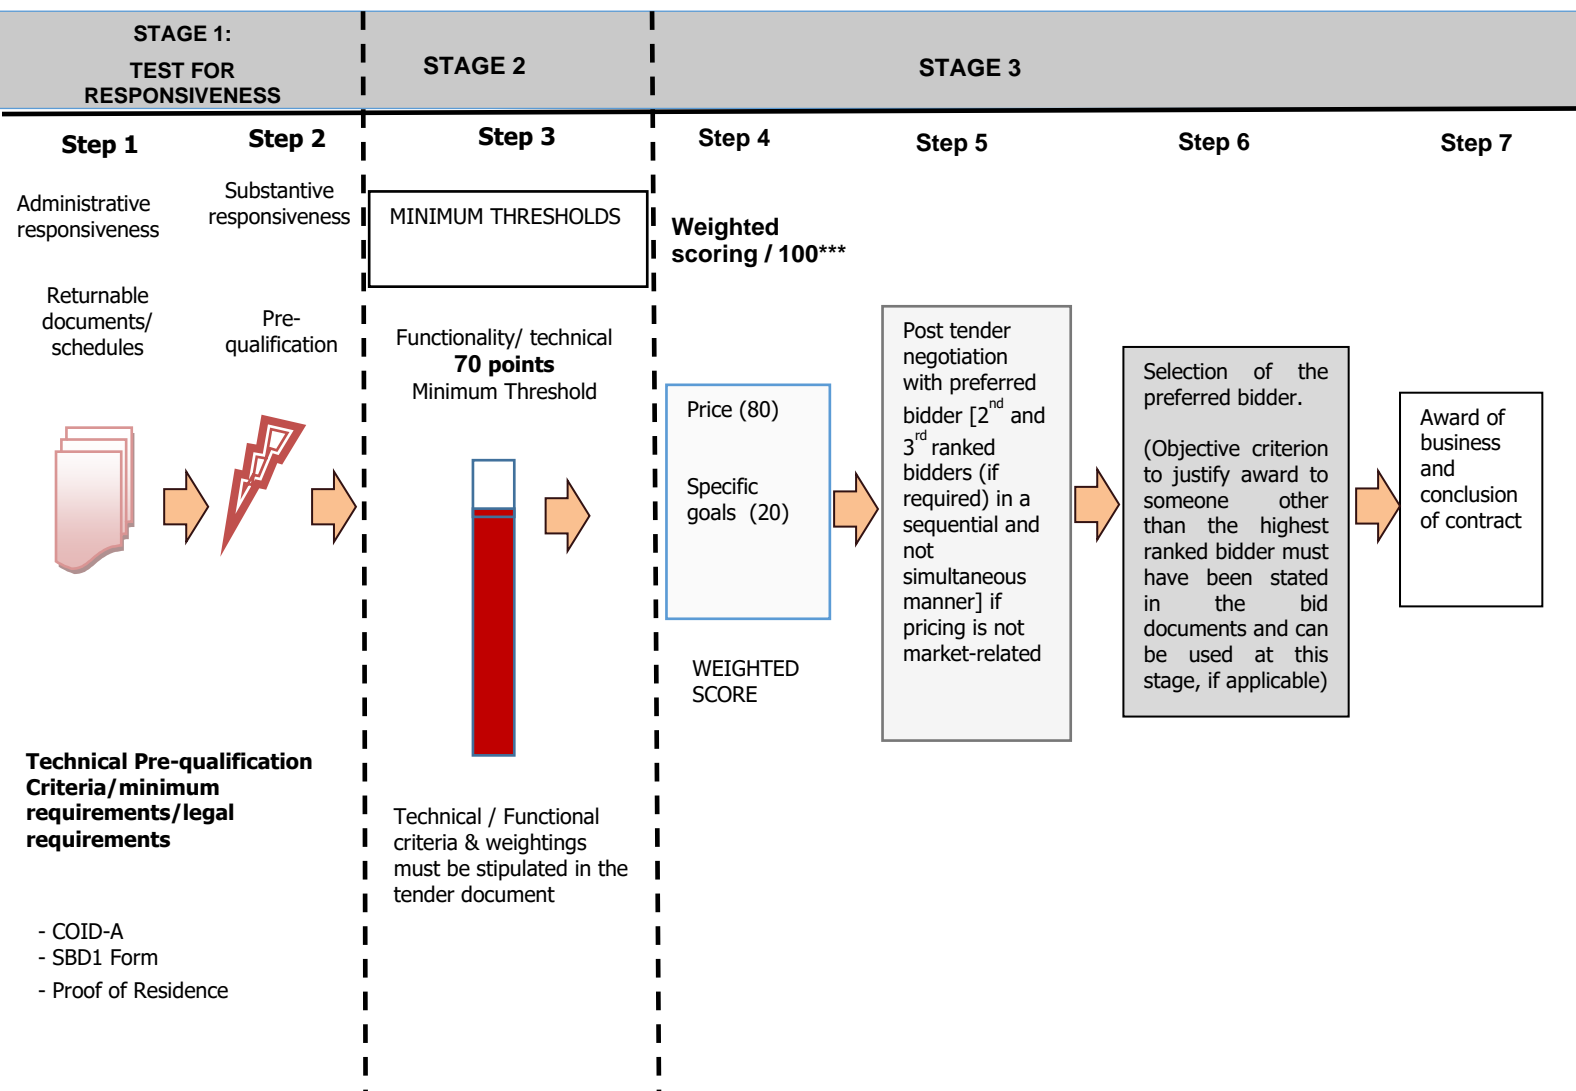 STAGE 1:
TEST FOR
RESPONSIVENESS
STAGE 2
STAGE 3
Step 1
Step 2
Step 3
Step 4
Step 5
Step 6
Step 7
Administrative
responsiveness
Returnable
documents/
schedules
Substantive
responsiveness
Pre-
qualification
Technical Pre-qualification
Criteria/minimum
requirements/legal
requirements
- COID-A
- SBD1 Form
- Proof of Residence
MINIMUM THRESHOLDS
Functionality/ technical
70 points
Minimum Threshold
Technical / Functional
criteria & weightings
must be stipulated in the
tender document
Weighted
scoring / 100***
Price (80)
Specific
goals (20)
WEIGHTED
SCORE
Post tender
negotiation
with preferred
bidder [2nd and
3rd ranked
bidders (if
required) in a
sequential and
not
simultaneous
manner] if
pricing is not
market-related
Selection of the
preferred bidder.
(Objective criterion
to justify award to
someone other
than the highest
ranked bidder must
have been stated
in the bid
documents and can
be used at this
stage, if applicable)
Award of
business
and
conclusion
of contract